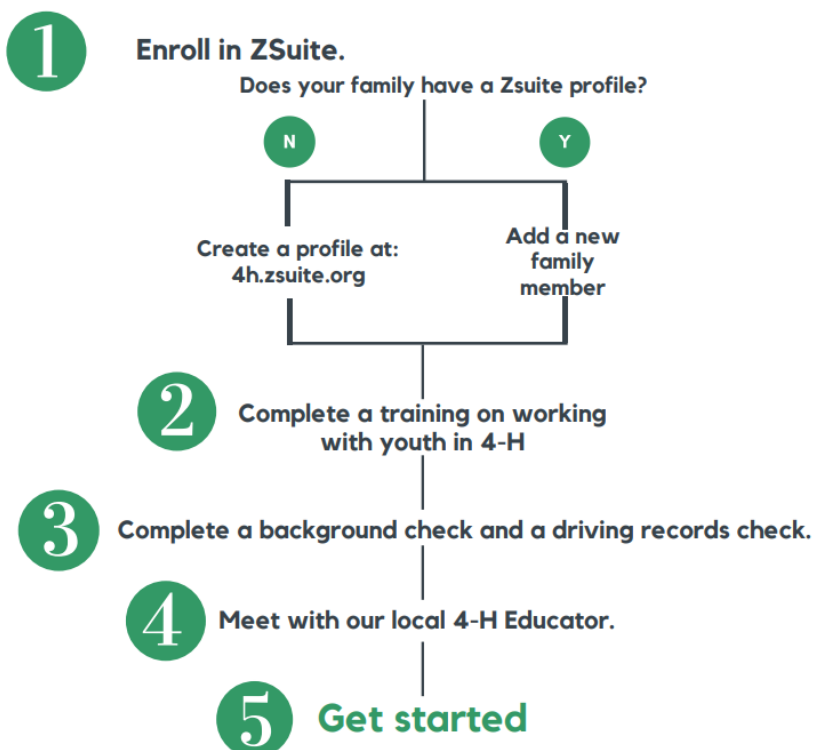 1
Enroll in ZSuite.
Does your family have a Zsuite profile?
N
Y
Create a profile at:
4h.zsuite.org
Add a new
family
member
2
Complete a training on working
with youth in 4-H
3
Complete a background check and a driving records check.
4
Meet with our local 4-H Educator.
5
Get started